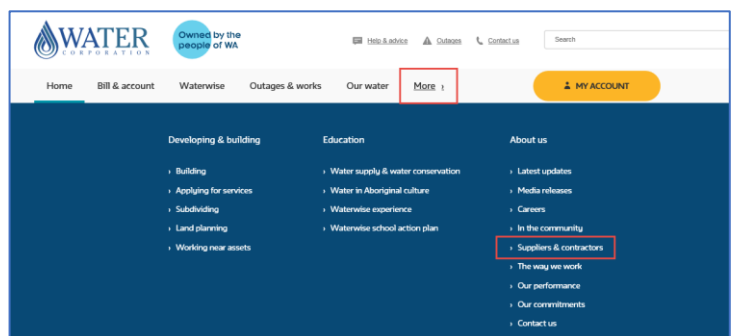 WATER
CORPORATION
Owned by the
people of WA
Help & advice
Outages
Contact us
Search
Home
Bill & account
Waterwise
Outages & works
Our water
More ›
MY ACCOUNT
Developing & building
› Building
› Applying for services
› Subdividing
› Land planning
› Working near assets
Education
› Water supply & water conservation
› Water in Aboriginal culture
› Waterwise experience
› Waterwise school action plan
About us
› Latest updates
› Media releases
› Careers
› In the community
› Suppliers & contractors
› The way we work
› Our performance
› Our commitments
› Contact us